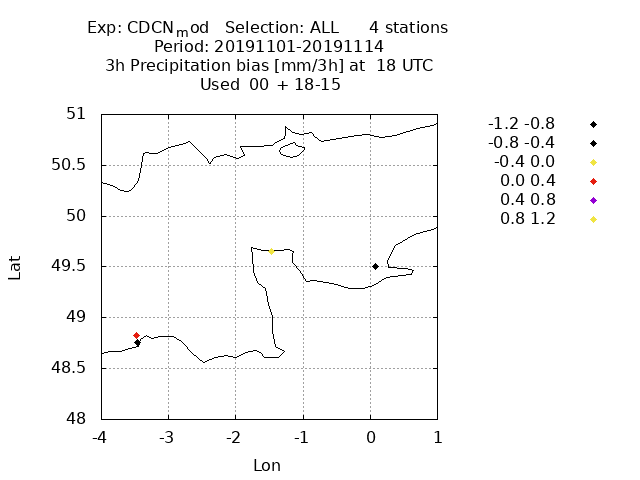 Exp: CDCNmod   Selection: ALL      4 stations
Period: 20191101-20191114
3h Precipitation bias [mm/3h] at  18 UTC
Used  00  + 18-15
-1.2 -0.8
-0.8 -0.4
-0.4 0.0
0.0 0.4
0.4 0.8
0.8 1.2
51
50.5
50
49.5
49
48.5
48
Lat
-4 -3 -2 -1 0 1
Lon